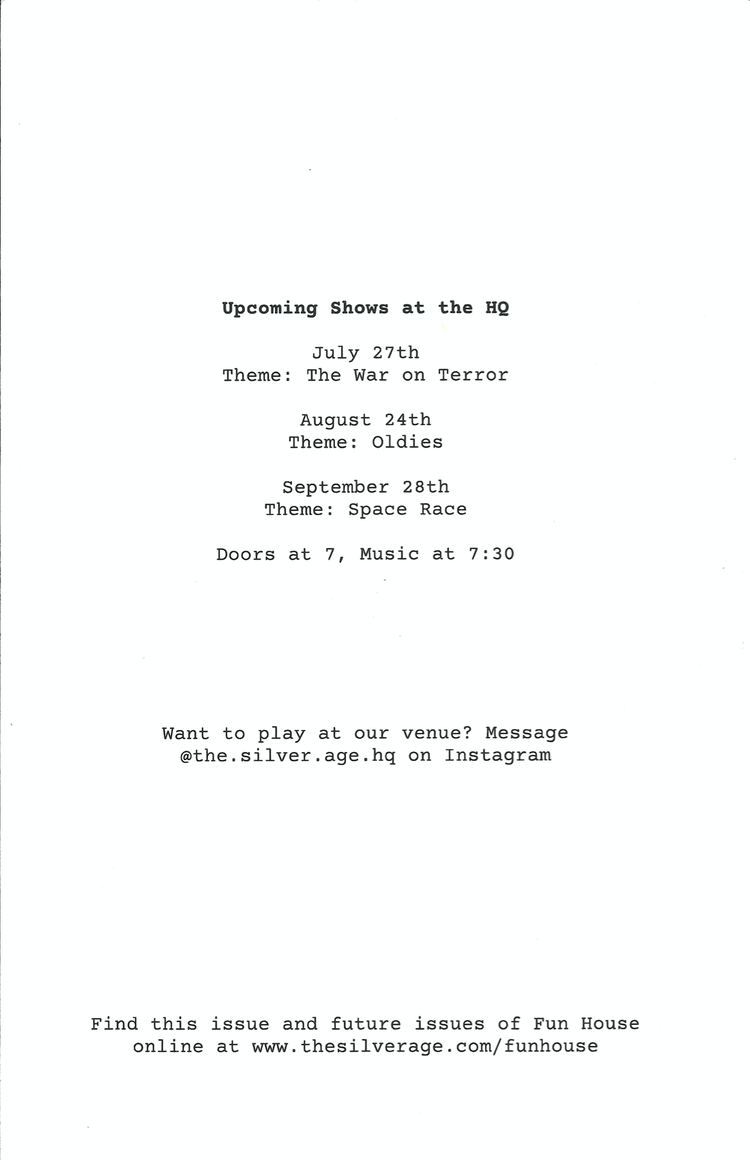 Upcoming Shows at the HQ
July 27th
Theme: The War on Terror
August 24th
Theme: Oldies
September 28th
Theme: Space Race
Doors at 7, Music at 7:30
Want to play at our venue? Message
@the.silver.age.hq on Instagram
Find this issue and future issues of Fun House
online at www.thesilverage.com/funhouse